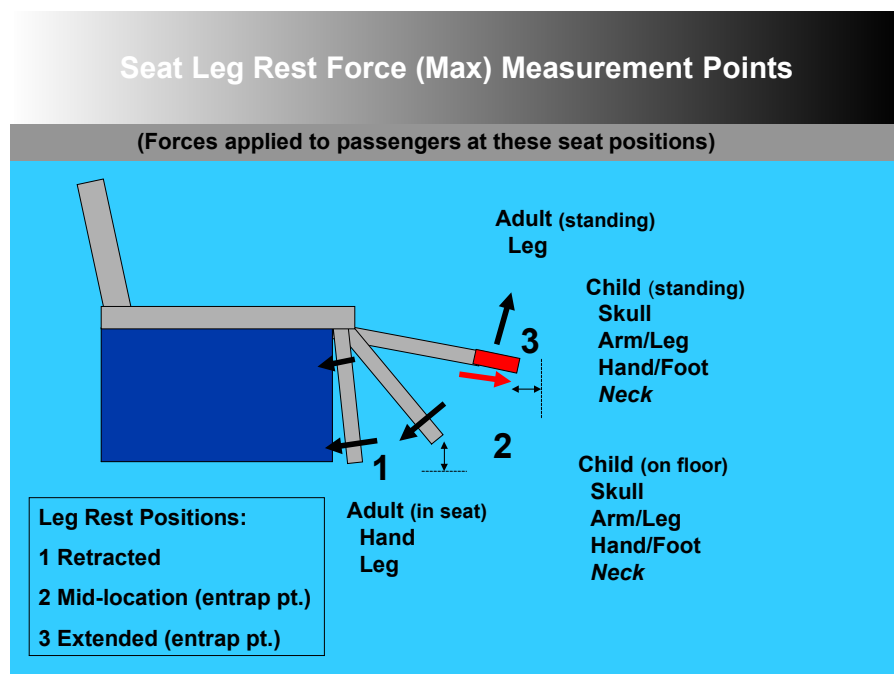 Seat Leg Rest Force (Max) Measurement Points
(Forces applied to passengers at these seat positions)
Adult (standing)
Leg
Child (standing)
Skull
Arm/Leg
Hand/Foot
Neck
3
2
1
Child (on floor)
Skull
Arm/Leg
Hand/Foot
Neck
Adult (in seat)
Hand
Leg
Leg Rest Positions:
1 Retracted
2 Mid-location (entrap pt.)
3 Extended (entrap pt.)